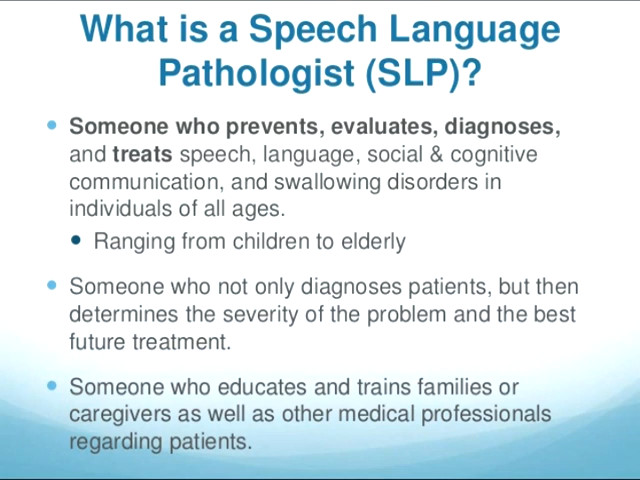 What is a Speech Language
Pathologist (SLP)?
• Someone who prevents, evaluates, diagnoses,
and treats speech, language, social & cognitive
communication, and swallowing disorders in
individuals of all ages.
• Ranging from children to elderly
• Someone who not only diagnoses patients, but then
determines the severity of the problem and the best
future treatment.
• Someone who educates and trains families or
caregivers as well as other medical professionals
regarding patients.